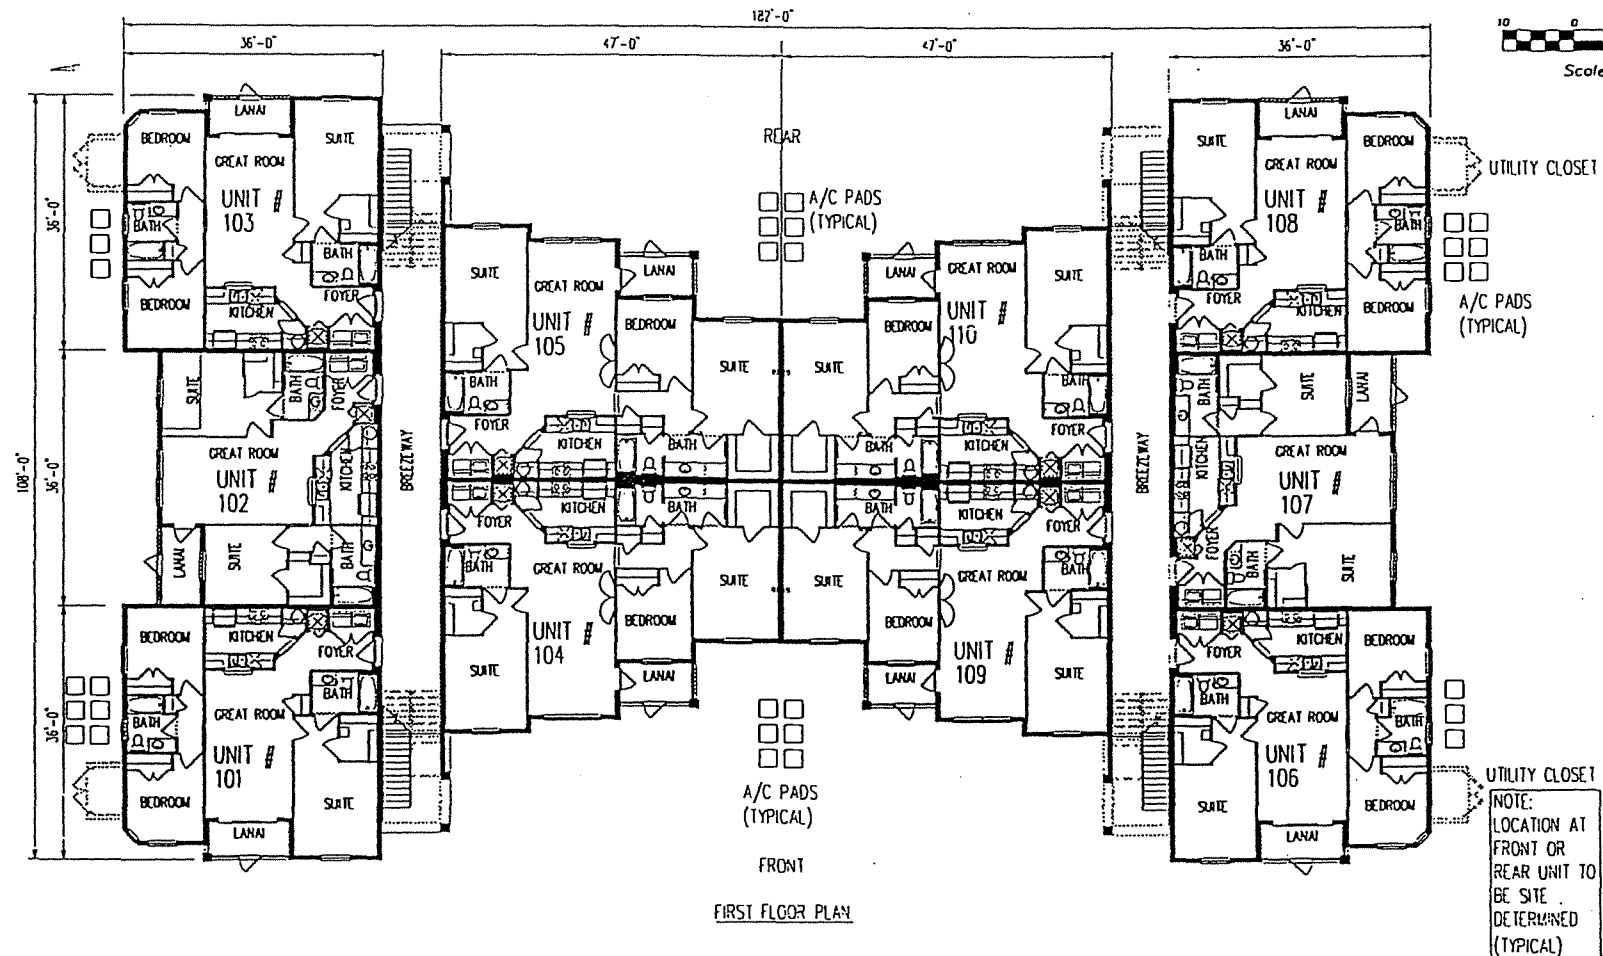 127'-0"
36'-0"
47'-0"
47'-0"
36'-0"
10 0
Scale
108'-0"
36'-0"
36'-0"
36'-0"
REAR
A/C PADS
(TYPICAL)
UTILITY CLOSET
A/C PADS
(TYPICAL)
LANAI
BEDROOM
SUITE
GREAT ROOM
UNIT #
103
BATH
BATH
FOYER
BEDROOM
KITCHEN
SUITE
BATH
FOYER
GREAT ROOM
UNIT #
102
KITCHEN
LANAI
SUITE
BATH
BREEZEWAY
BEDROOM
KITCHEN
FOYER
BATH
BATH
GREAT ROOM
UNIT #
101
BEDROOM
SUITE
LANAI
SUITE
GREAT ROOM
LANAI
UNIT #
105
BEDROOM
SUITE
BATH
FOYER
KITCHEN
BATH
FOYER
KITCHEN
BATH
BATH
GREAT ROOM
SUITE
UNIT #
104
BEDROOM
SUITE
LANAI
LANAI
GREAT ROOM
SUITE
UNIT #
110
BEDROOM
SUITE
BATH
FOYER
KITCHEN
BATH
BATH
KITCHEN
FOYER
BATH
GREAT ROOM
SUITE
UNIT #
109
BEDROOM
SUITE
LANAI
BREEZEWAY
LANAI
SUITE
GREAT ROOM
BEDROOM
UNIT #
108
BATH
BATH
FOYER
KITCHEN
BEDROOM
BATH
SUITE
LANAI
KITCHEN
GREAT ROOM
UNIT #
107
FOYER
BATH
SUITE
KITCHEN
BEDROOM
FOYER
BATH
GREAT ROOM
BATH
UNIT #
106
SUITE
BEDROOM
LANAI
A/C PADS
(TYPICAL)
FRONT
FIRST FLOOR PLAN
UTILITY CLOSET
NOTE:
LOCATION AT
FRONT OR
REAR UNIT TO
BE SITE .
DETERMINED
(TYPICAL)